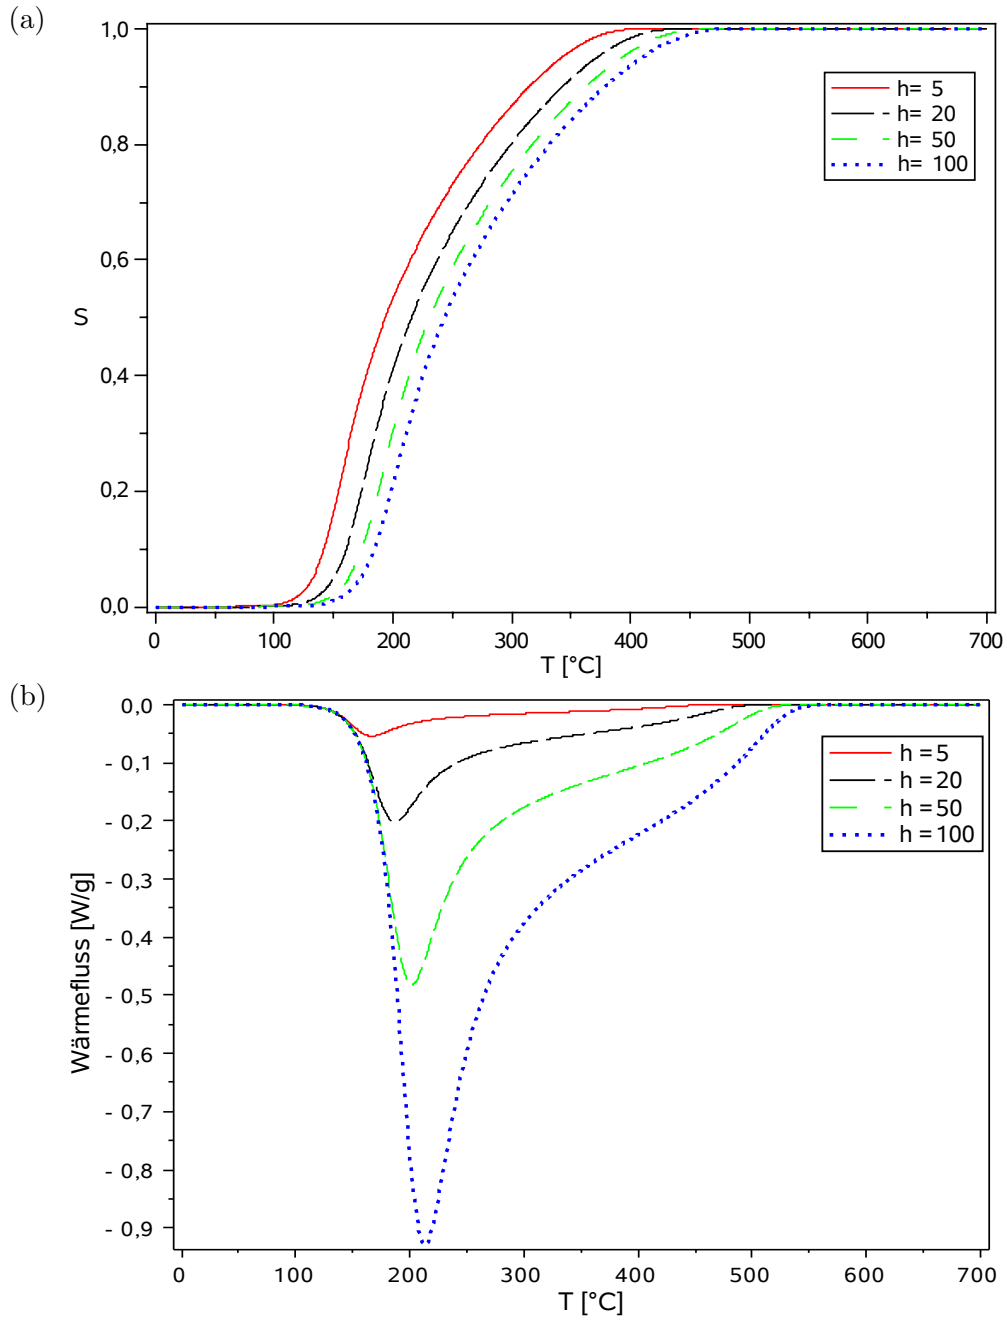 (a)
1,0
0,8
0,6
0,4
0,2
0,0
S
h= 5
h= 20
h= 50
h= 100
0 100 200 300 400 500 600 700
T [°C]
(b)
0,0
- 0,1
- 0,2
- 0,3
- 0,4
- 0,5
- 0,6
- 0,7
- 0,8
- 0,9
Wärmefluss [W/g]
h = 5
h = 20
h = 50
h = 100
0 100 200 300 400 500 600 700
T [°C]